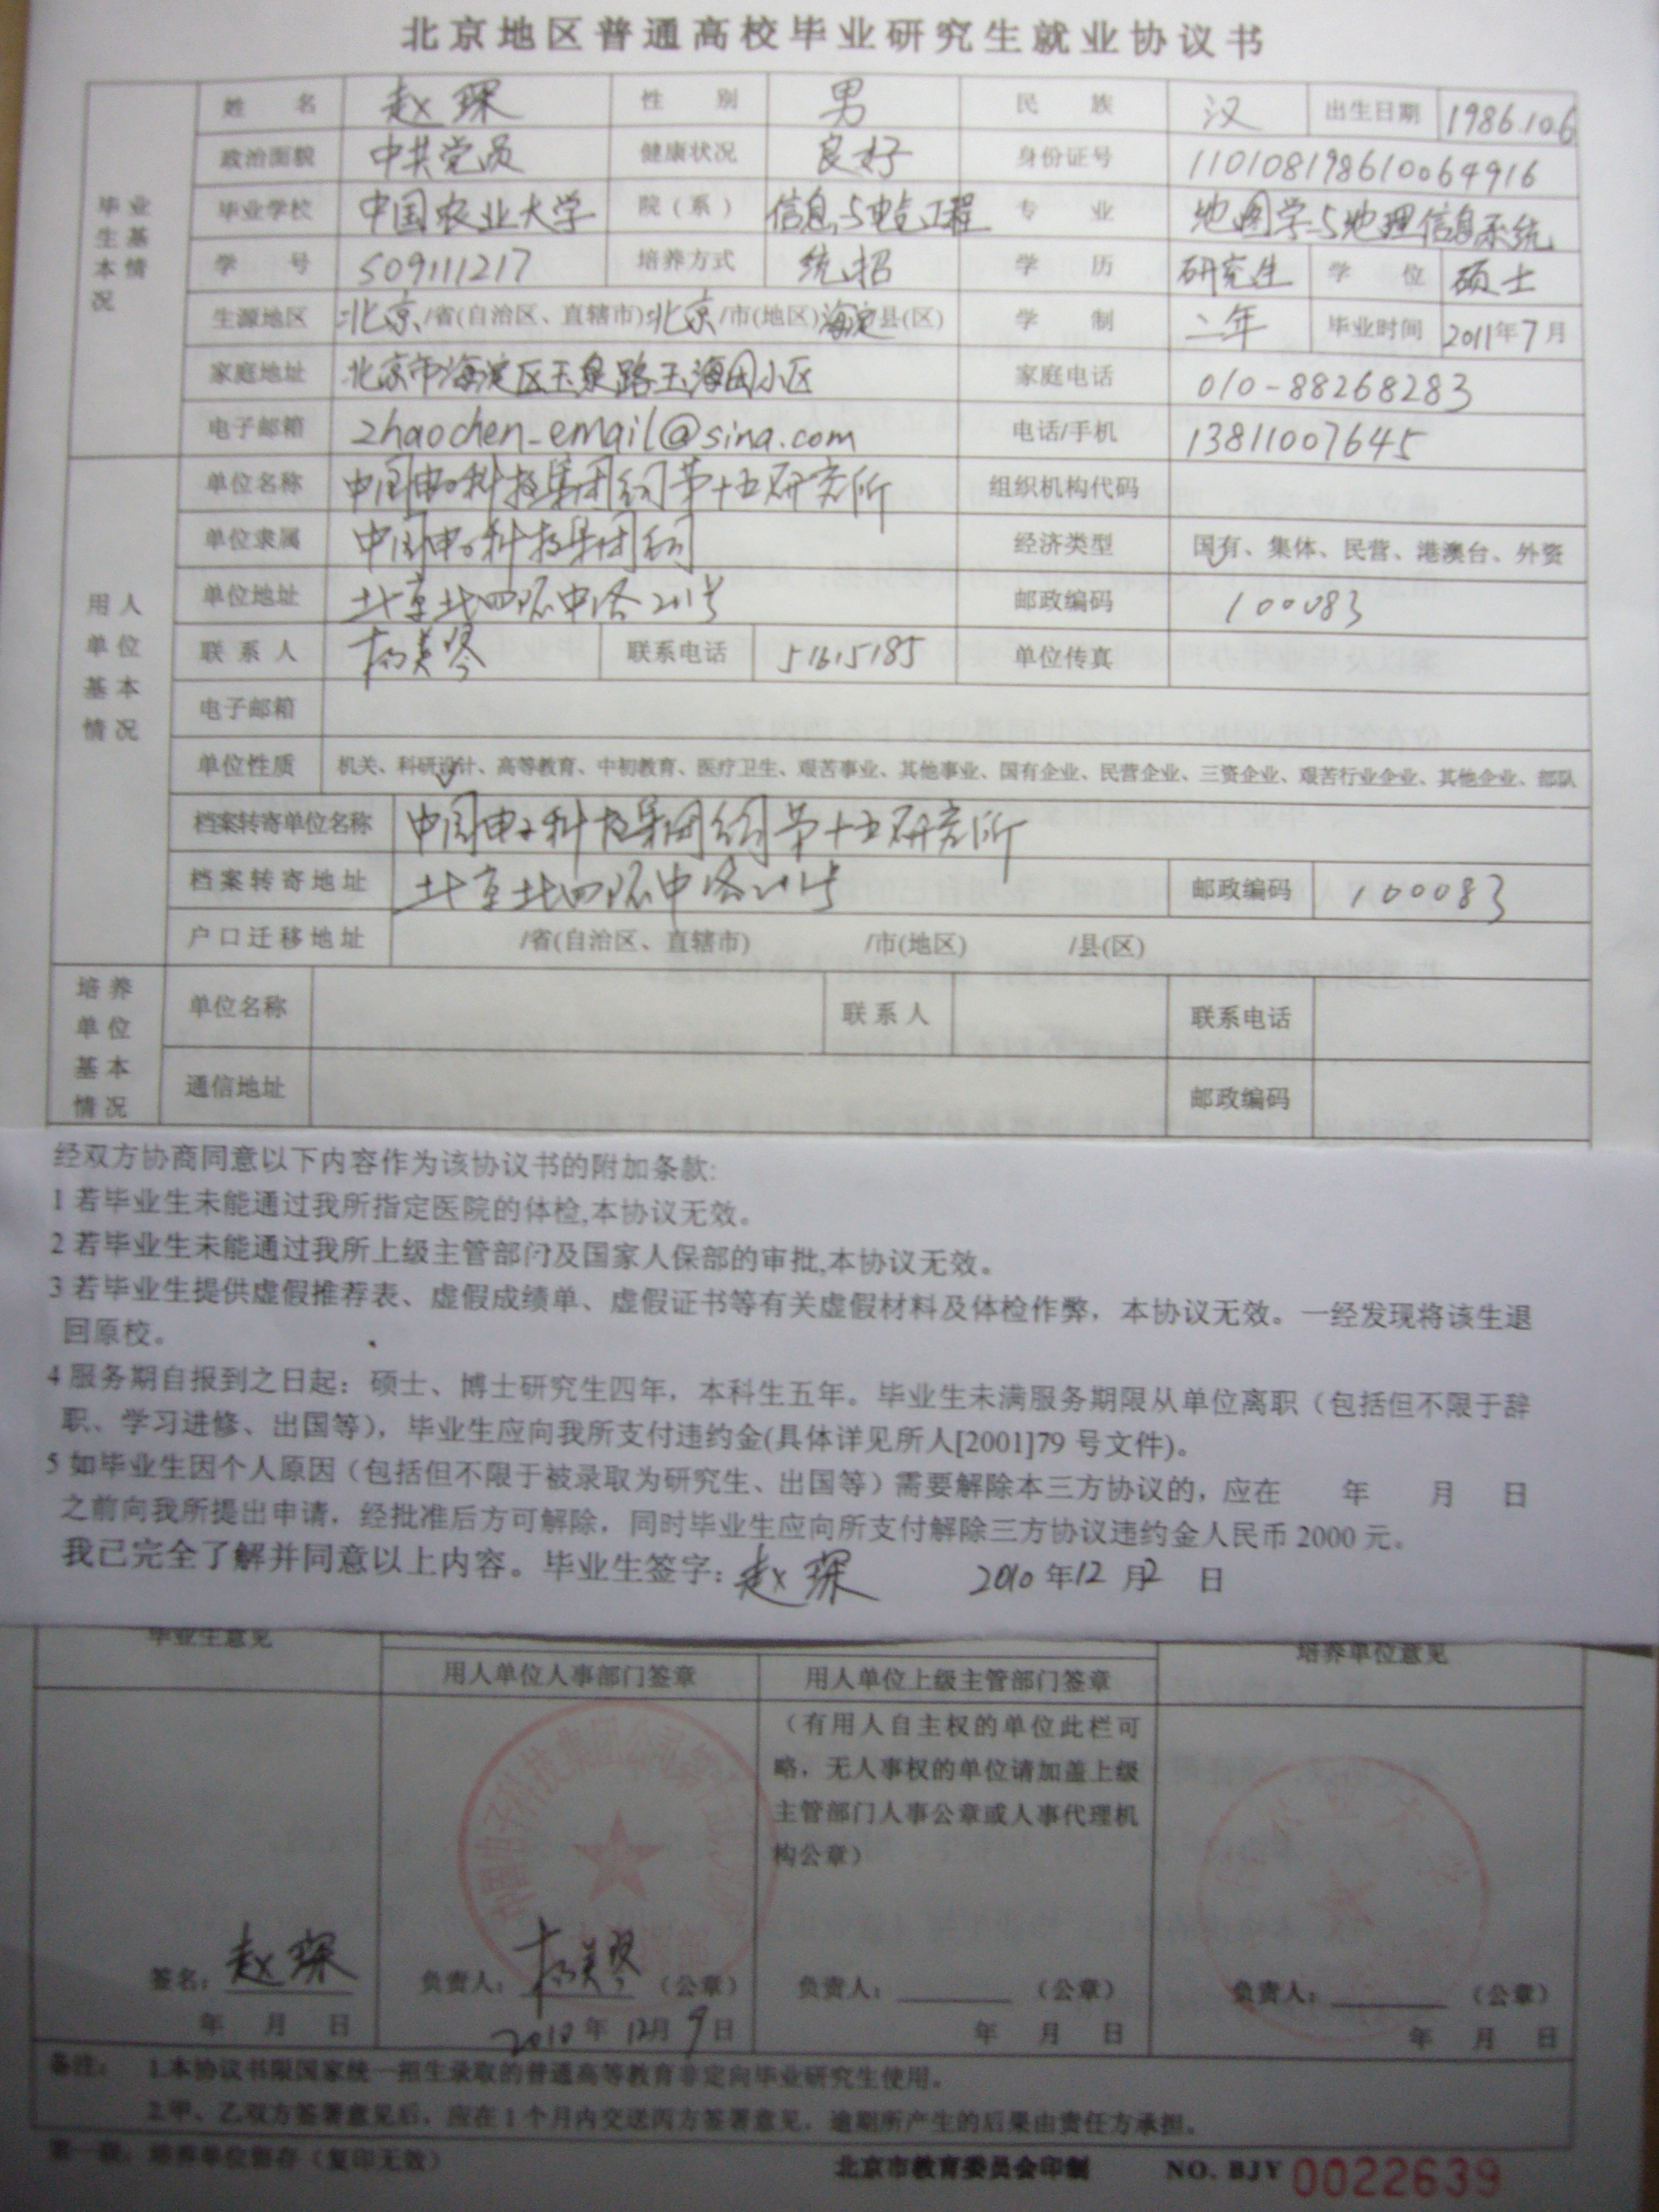 北京地区普通高校毕业研究生就业协议书
毕业生基本情况
姓名 赵琛 性别 男 民族 汉 出生日期 1986.10.6
政治面貌 中共党员 健康状况 良好 身份证号 110108198610064916
毕业学校 中国农业大学 院(系) 信息与电气工程 专业 地图学与地理信息系统
学号 S09111217 培养方式 统招 学历 研究生 学位 硕士
生源地区 北京/省(自治区、直辖市)北京/市(地区)海淀县(区) 学制 二年 毕业时间 2011年7月
家庭地址 北京市海淀区玉泉路玉海园小区 家庭电话 010-88268283
电子邮箱 zhaochen_email@sina.com 电话/手机 13811007645
用人单位基本情况
单位名称 中国电子科技集团公司第十五研究所 组织机构代码
单位隶属 中国电子科技集团公司 经济类型 国有、集体、民营、港澳台、外资
单位地址 北京北四环中路211号 邮政编码 100083
联系人 杨美琴 联系电话 51615185 单位传真
电子邮箱
单位性质 机关、科研设计、高等教育、中初教育、医疗卫生、艰苦事业、其他事业、国有企业、民营企业、三资企业、艰苦行业企业、其他企业、部队
档案转寄单位名称 中国电子科技集团公司第十五研究所
档案转寄地址 北京北四环中路211号 邮政编码 100083
户口迁移地址 /省(自治区、直辖市) /市(地区) /县(区)
培养单位基本情况
单位名称 联系人 联系电话
通信地址 邮政编码
经双方协商同意以下内容作为该协议书的附加条款:
1 若毕业生未能通过我所指定医院的体检,本协议无效。
2 若毕业生未能通过我所上级主管部门及国家人保部的审批,本协议无效。
3 若毕业生提供虚假推荐表、虚假成绩单、虚假证书等有关虚假材料及体检作弊，本协议无效。一经发现将该生退
回原校。
4 服务期自报到之日起：硕士、博士研究生四年，本科生五年。毕业生未满服务期限从单位离职（包括但不限于辞
职、学习进修、出国等)，毕业生应向我所支付违约金(具体详见所人[2001]79 号文件)。
5 如毕业生因个人原因（包括但不限于被录取为研究生、出国等）需要解除本三方协议的，应在 年 月 日
之前向我所提出申请，经批准后方可解除，同时毕业生应向所支付解除三方协议违约金人民币 2000 元。
我已完全了解并同意以上内容。毕业生签字：赵琛 2010年12月2日
毕业生意见 培养单位意见
用人单位人事部门签章 用人单位上级主管部门签章
（有用人自主权的单位此栏可
略，无人事权的单位请加盖上级
主管部门人事公章或人事代理机
构公章）
中国电子科技集团公司第十五研究所
签名：赵琛 负责人：杨美琴（公章） 负责人：（公章） 负责人：（公章）
年 月 日 2010年12月9日 年 月 日 年 月 日
备注： 1.本协议书限国家统一招生录取的普通高等教育非定向毕业研究生使用。
2.甲、乙双方签署意见后，应在1个月内交送丙方签署意见，逾期所产生的后果由责任方承担。
第一联：培养单位留存（复印无效） 北京市教育委员会印制 NO. BJY 0022639